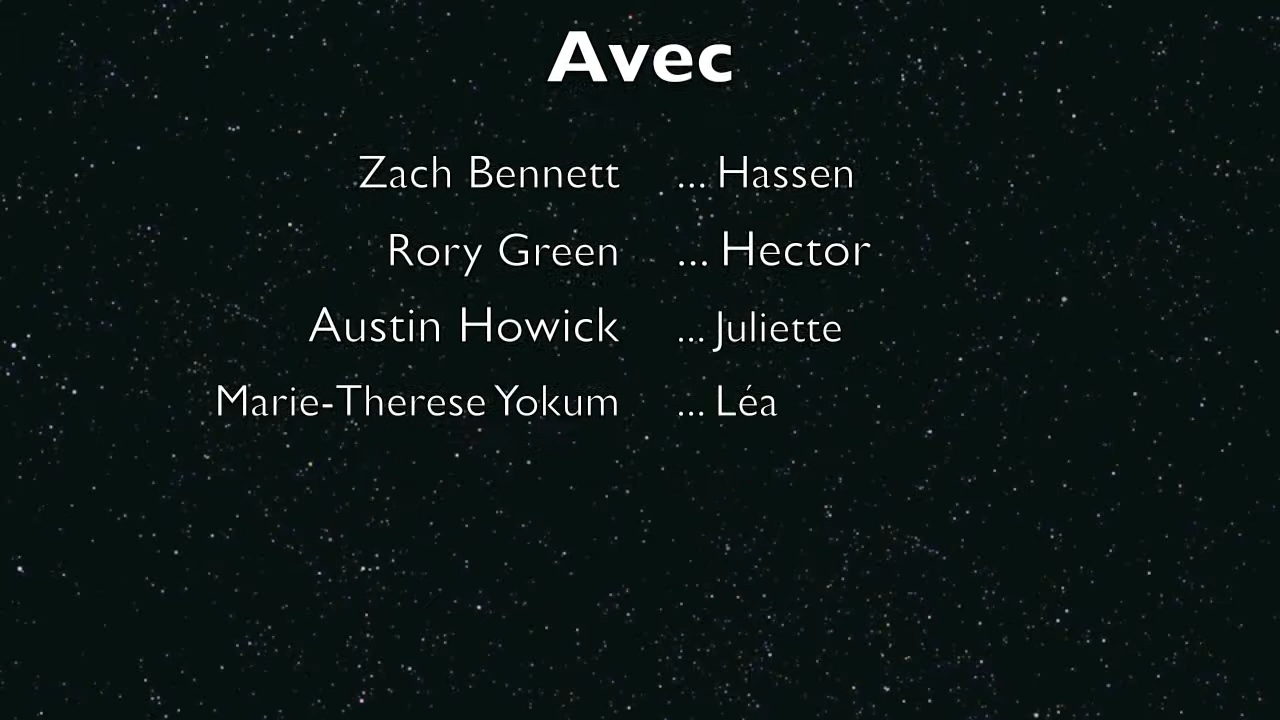 Avec
Zach Bennett ... Hassen
Rory Green ... Hector
Austin Howick ... Juliette
Marie-Therese Yokum ... Léa